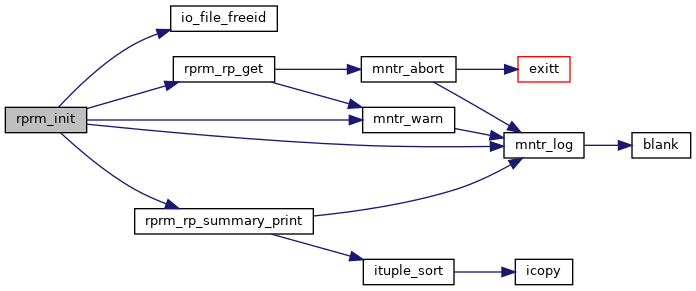 io_file_freeid
rprm_rp_get
mntr_abort
exitt
rprm_init
mntr_warn
mntr_log
blank
rprm_rp_summary_print
ituple_sort
icopy